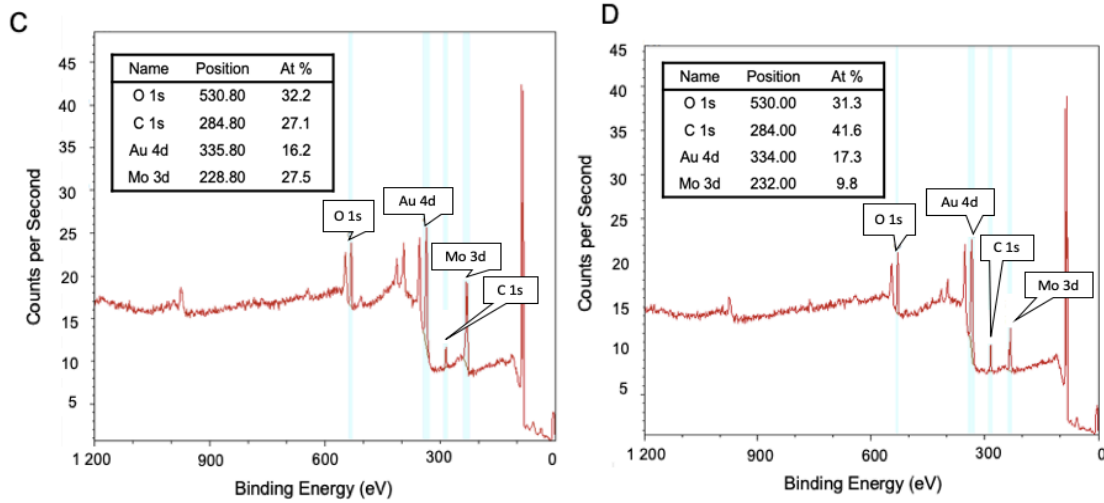 C
Counts per Second
45
40
35
30
25
20
15
10
5
Name Position At %
O 1s 530.80 32.2
C 1s 284.80 27.1
Au 4d 335.80 16.2
Mo 3d 228.80 27.5
O 1s
Au 4d
Mo 3d
C 1s
1 200 900 600 300 0
Binding Energy (eV)
D
Counts per Second
45
40
35
30
25
20
15
10
5
Name Position At %
O 1s 530.00 31.3
C 1s 284.00 41.6
Au 4d 334.00 17.3
Mo 3d 232.00 9.8
O 1s
Au 4d
C 1s
Mo 3d
1 200 900 600 300 0
Binding Energy (eV)